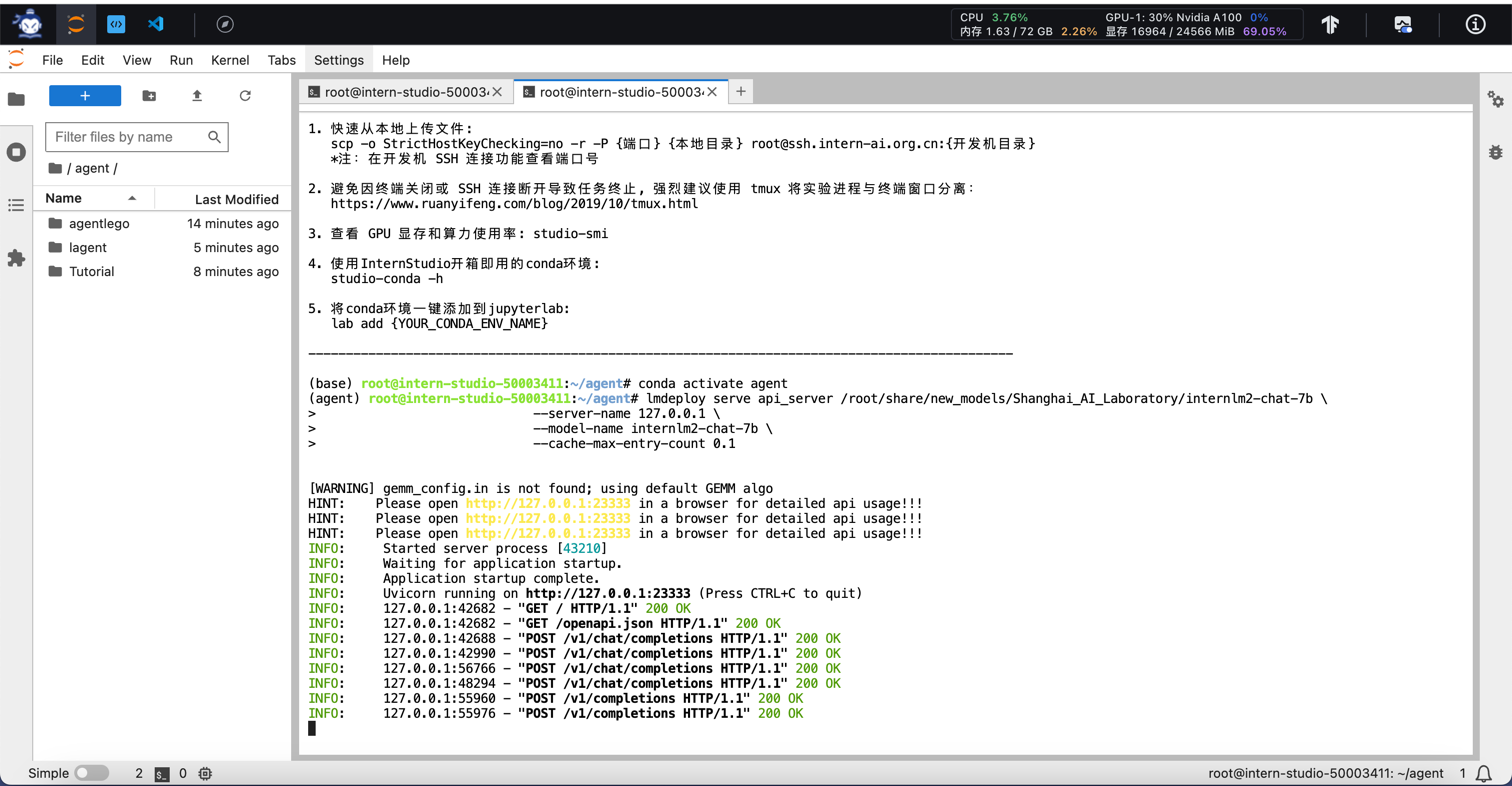 CPU 3.76% GPU-1: 30% Nvidia A100 0%
内存 1.63 / 72 GB 2.26% 显存 16964 / 24566 MiB 69.05%
File Edit View Run Kernel Tabs Settings Help
root@intern-studio-50003 root@intern-studio-50003
Filter files by name
/ agent /
Name Last Modified
agentlego 14 minutes ago
lagent 5 minutes ago
Tutorial 8 minutes ago
1. 快速从本地上传文件:
scp -o StrictHostKeyChecking=no -r -P {端口} {本地目录} root@ssh.intern-ai.org.cn:{开发机目录}
*注: 在开发机 SSH 连接功能查看端口号
2. 避免因终端关闭或 SSH 连接断开导致任务终止, 强烈建议使用 tmux 将实验进程与终端窗口分离:
https://www.ruanyifeng.com/blog/2019/10/tmux.html
3. 查看 GPU 显存和算力使用率: studio-smi
4. 使用InternStudio开箱即用的conda环境:
studio-conda -h
5. 将conda环境一键添加到jupyterlab:
lab add {YOUR_CONDA_ENV_NAME}
----------------------------------------------------------------------------------------------
(base) root@intern-studio-50003411:~/agent# conda activate agent
(agent) root@intern-studio-50003411:~/agent# lmdeploy serve api_server /root/share/new_models/Shanghai_AI_Laboratory/internlm2-chat-7b \
> --server-name 127.0.0.1 \
> --model-name internlm2-chat-7b \
> --cache-max-entry-count 0.1
[WARNING] gemm_config.in is not found; using default GEMM algo
HINT: Please open http://127.0.0.1:23333 in a browser for detailed api usage!!!
HINT: Please open http://127.0.0.1:23333 in a browser for detailed api usage!!!
HINT: Please open http://127.0.0.1:23333 in a browser for detailed api usage!!!
INFO: Started server process [43210]
INFO: Waiting for application startup.
INFO: Application startup complete.
INFO: Uvicorn running on http://127.0.0.1:23333 (Press CTRL+C to quit)
INFO: 127.0.0.1:42682 - "GET / HTTP/1.1" 200 OK
INFO: 127.0.0.1:42682 - "GET /openapi.json HTTP/1.1" 200 OK
INFO: 127.0.0.1:42688 - "POST /v1/chat/completions HTTP/1.1" 200 OK
INFO: 127.0.0.1:42990 - "POST /v1/chat/completions HTTP/1.1" 200 OK
INFO: 127.0.0.1:56766 - "POST /v1/chat/completions HTTP/1.1" 200 OK
INFO: 127.0.0.1:48294 - "POST /v1/chat/completions HTTP/1.1" 200 OK
INFO: 127.0.0.1:55960 - "POST /v1/completions HTTP/1.1" 200 OK
INFO: 127.0.0.1:55976 - "POST /v1/completions HTTP/1.1" 200 OK
Simple 2 0 root@intern-studio-50003411: ~/agent 1